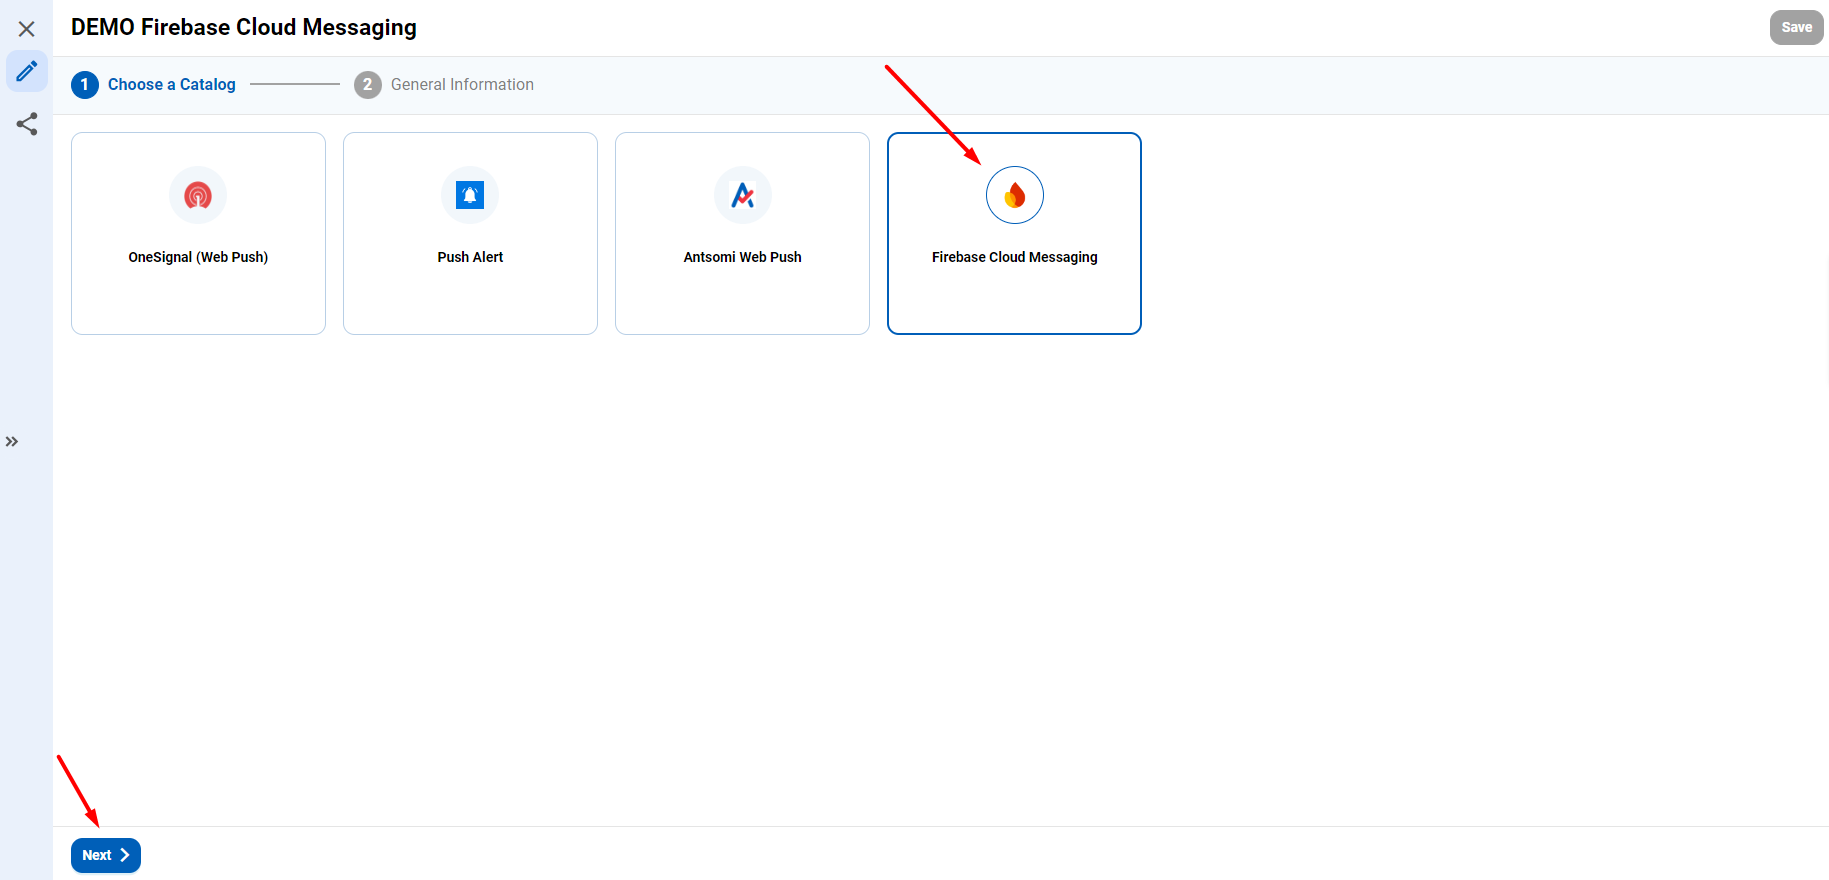 DEMO Firebase Cloud Messaging
Save
1 Choose a Catalog
2 General Information
OneSignal (Web Push)
Push Alert
Antsomi Web Push
Firebase Cloud Messaging
Next